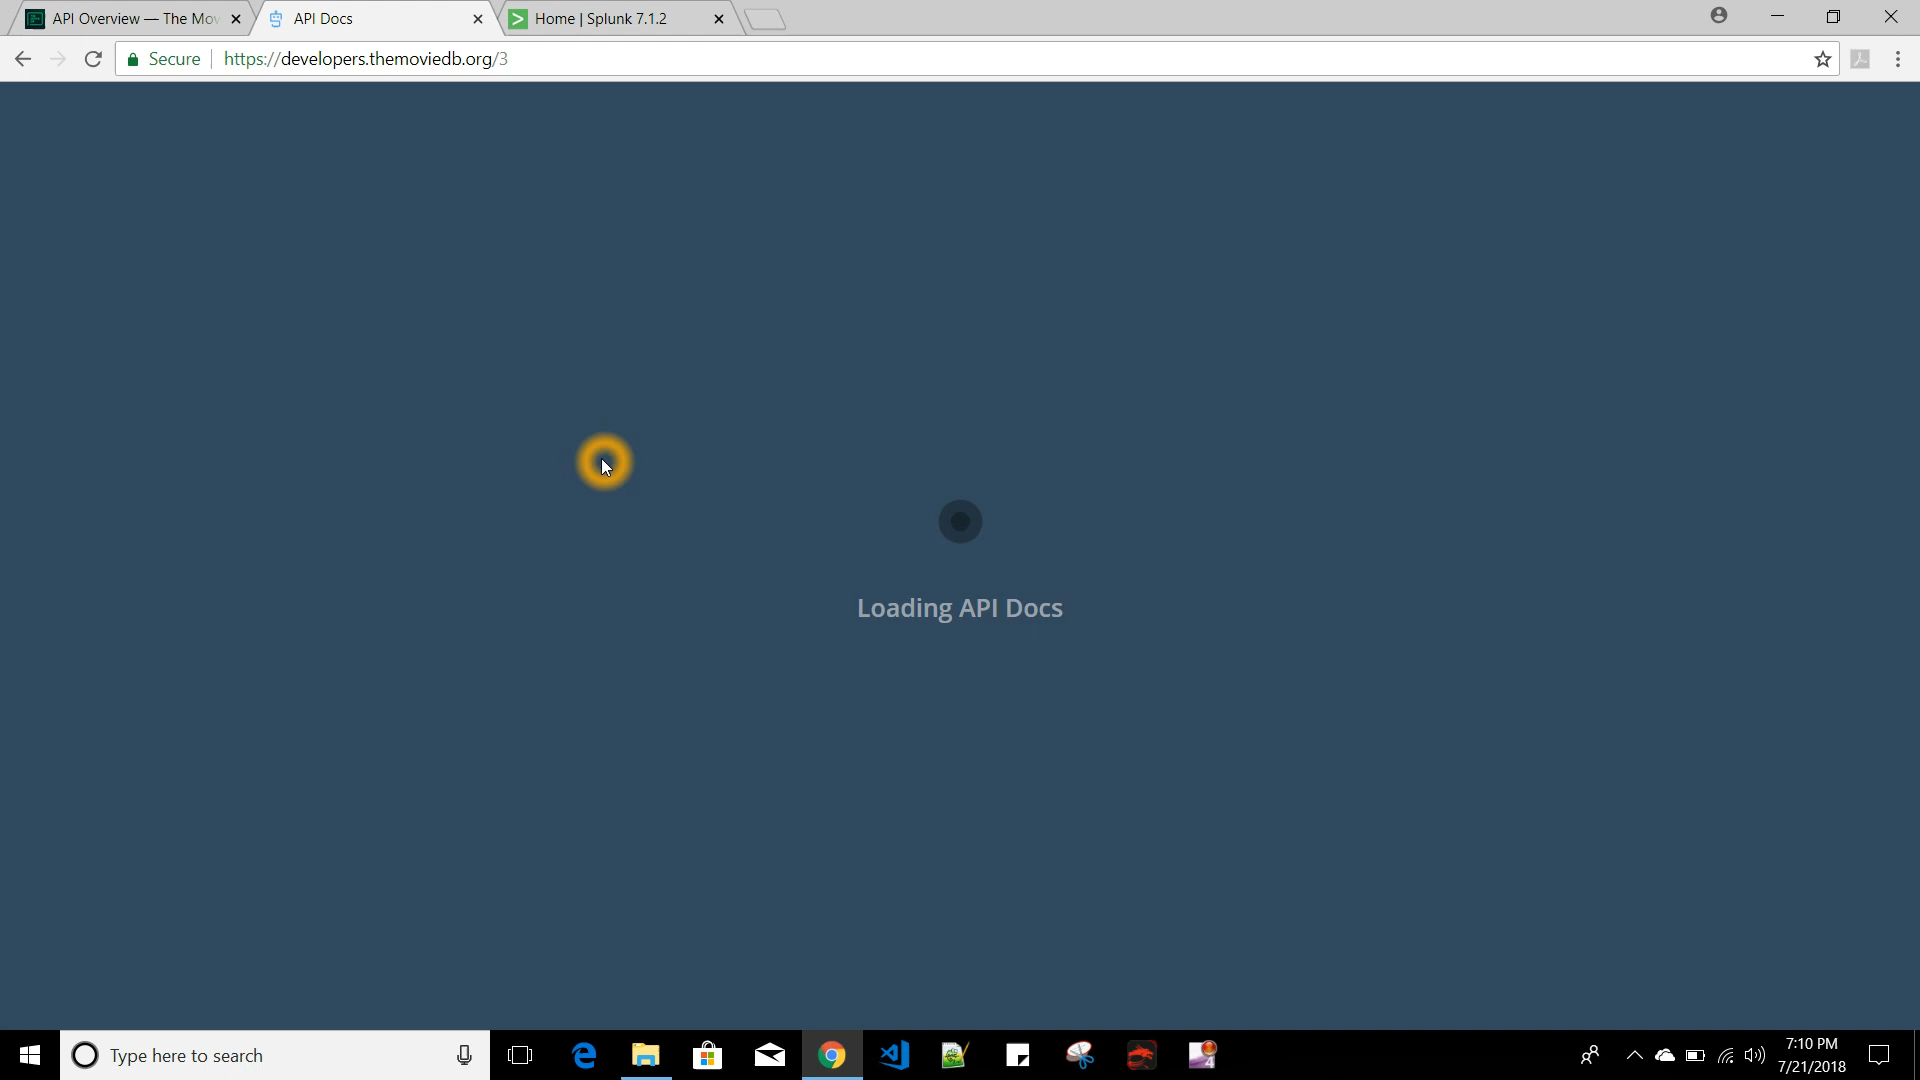 API Overview — The Mov
API Docs
Home | Splunk 7.1.2
Secure
https://developers.themoviedb.org/3
Loading API Docs
Type here to search
7:10 PM
7/21/2018